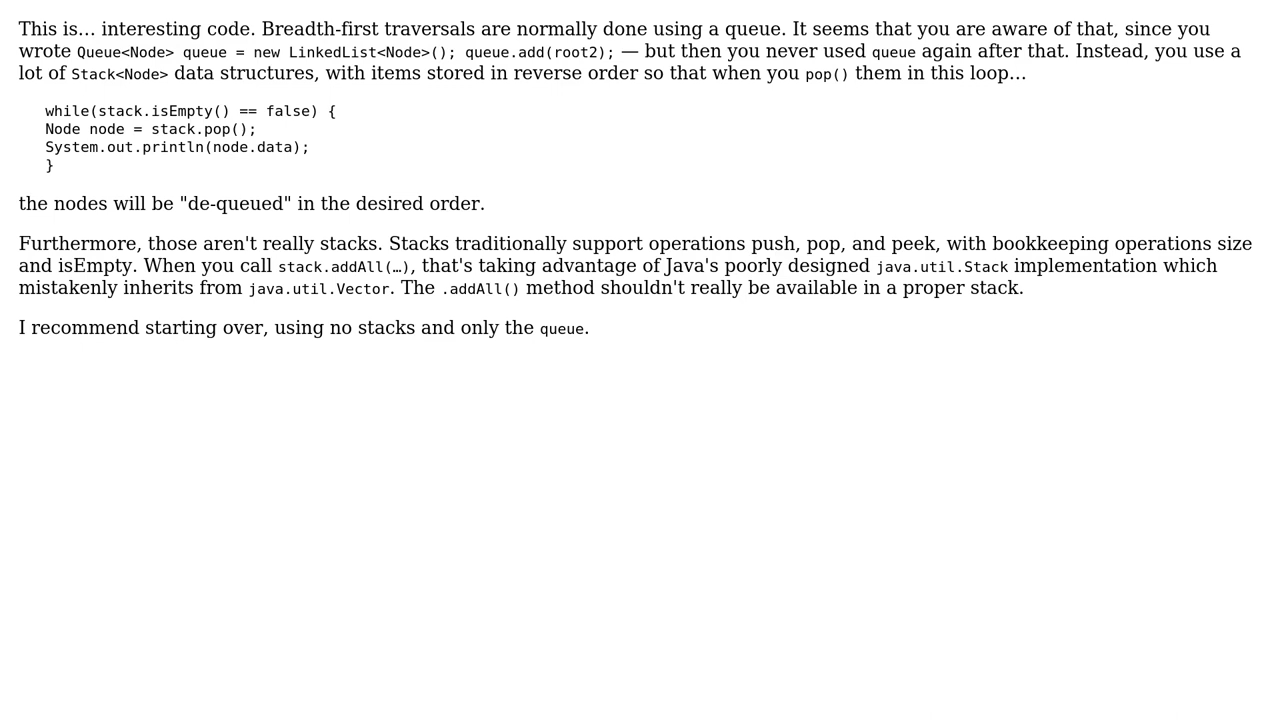 This is… interesting code. Breadth-first traversals are normally done using a queue. It seems that you are aware of that, since you
wrote Queue<Node> queue = new LinkedList<Node>(); queue.add(root2); — but then you never used queue again after that. Instead, you use a
lot of Stack<Node> data structures, with items stored in reverse order so that when you pop() them in this loop…
while(stack.isEmpty() == false) {
Node node = stack.pop();
System.out.println(node.data);
}
the nodes will be "de-queued" in the desired order.
Furthermore, those aren't really stacks. Stacks traditionally support operations push, pop, and peek, with bookkeeping operations size
and isEmpty. When you call stack.addAll(…), that's taking advantage of Java's poorly designed java.util.Stack implementation which
mistakenly inherits from java.util.Vector. The .addAll() method shouldn't really be available in a proper stack.
I recommend starting over, using no stacks and only the queue.